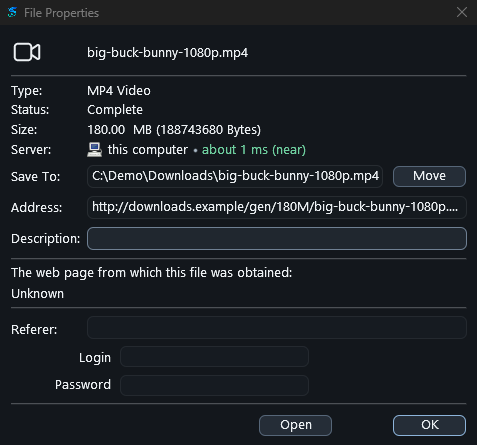 File Properties
big-buck-bunny-1080p.mp4
Type: MP4 Video
Status: Complete
Size: 180.00 MB (188743680 Bytes)
Server: this computer • about 1 ms (near)
Save To: C:\Demo\Downloads\big-buck-bunny-1080p.mp4 Move
Address: http://downloads.example/gen/180M/big-buck-bunny-1080p....
Description:
The web page from which this file was obtained:
Unknown
Referer:
Login
Password
Open OK